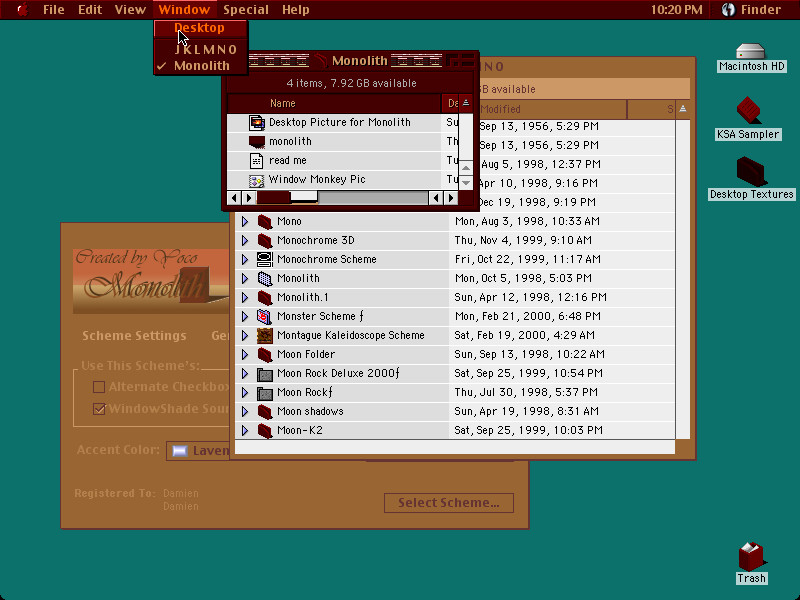 File Edit View Window Special Help 10:20 PM Finder
Desktop
J K L M N O
Monolith
Monolith
4 items, 7.92 GB available
Name
Desktop Picture for Monolith
monolith
read me
Window Monkey Pic
Su
Th
Tu
Tu
N O
GB available
Modified S
Sep 13, 1956, 5:29 PM
Sep 13, 1956, 5:29 PM
Aug 5, 1998, 12:37 PM
Apr 10, 1998, 9:16 PM
Dec 19, 1998, 9:19 PM
Mono Mon, Aug 3, 1998, 10:33 AM
Monochrome 3D Thu, Nov 4, 1999, 9:10 AM
Monochrome Scheme Fri, Oct 22, 1999, 11:17 AM
Monolith Mon, Oct 5, 1998, 5:03 PM
Monolith.1 Sun, Apr 12, 1998, 12:16 PM
Monster Scheme ƒ Mon, Feb 21, 2000, 6:48 PM
Montague Kaleidoscope Scheme Sat, Feb 19, 2000, 4:29 AM
Moon Folder Sun, Sep 13, 1998, 10:22 AM
Moon Rock Deluxe 2000ƒ Sat, Sep 25, 1999, 10:54 PM
Moon Rockƒ Thu, Jul 30, 1998, 5:37 PM
Moon shadows Sun, Apr 19, 1998, 8:31 AM
Moon-K2 Sat, Sep 25, 1999, 10:03 PM
Created by Yoco
Monolith
Scheme Settings Ge
Use This Scheme's:
Alternate Checkbo
WindowShade Sour
Accent Color: Laven
Registered To: Damien
Damien
Select Scheme...
Macintosh HD
KSA Sampler
Desktop Textures
Trash